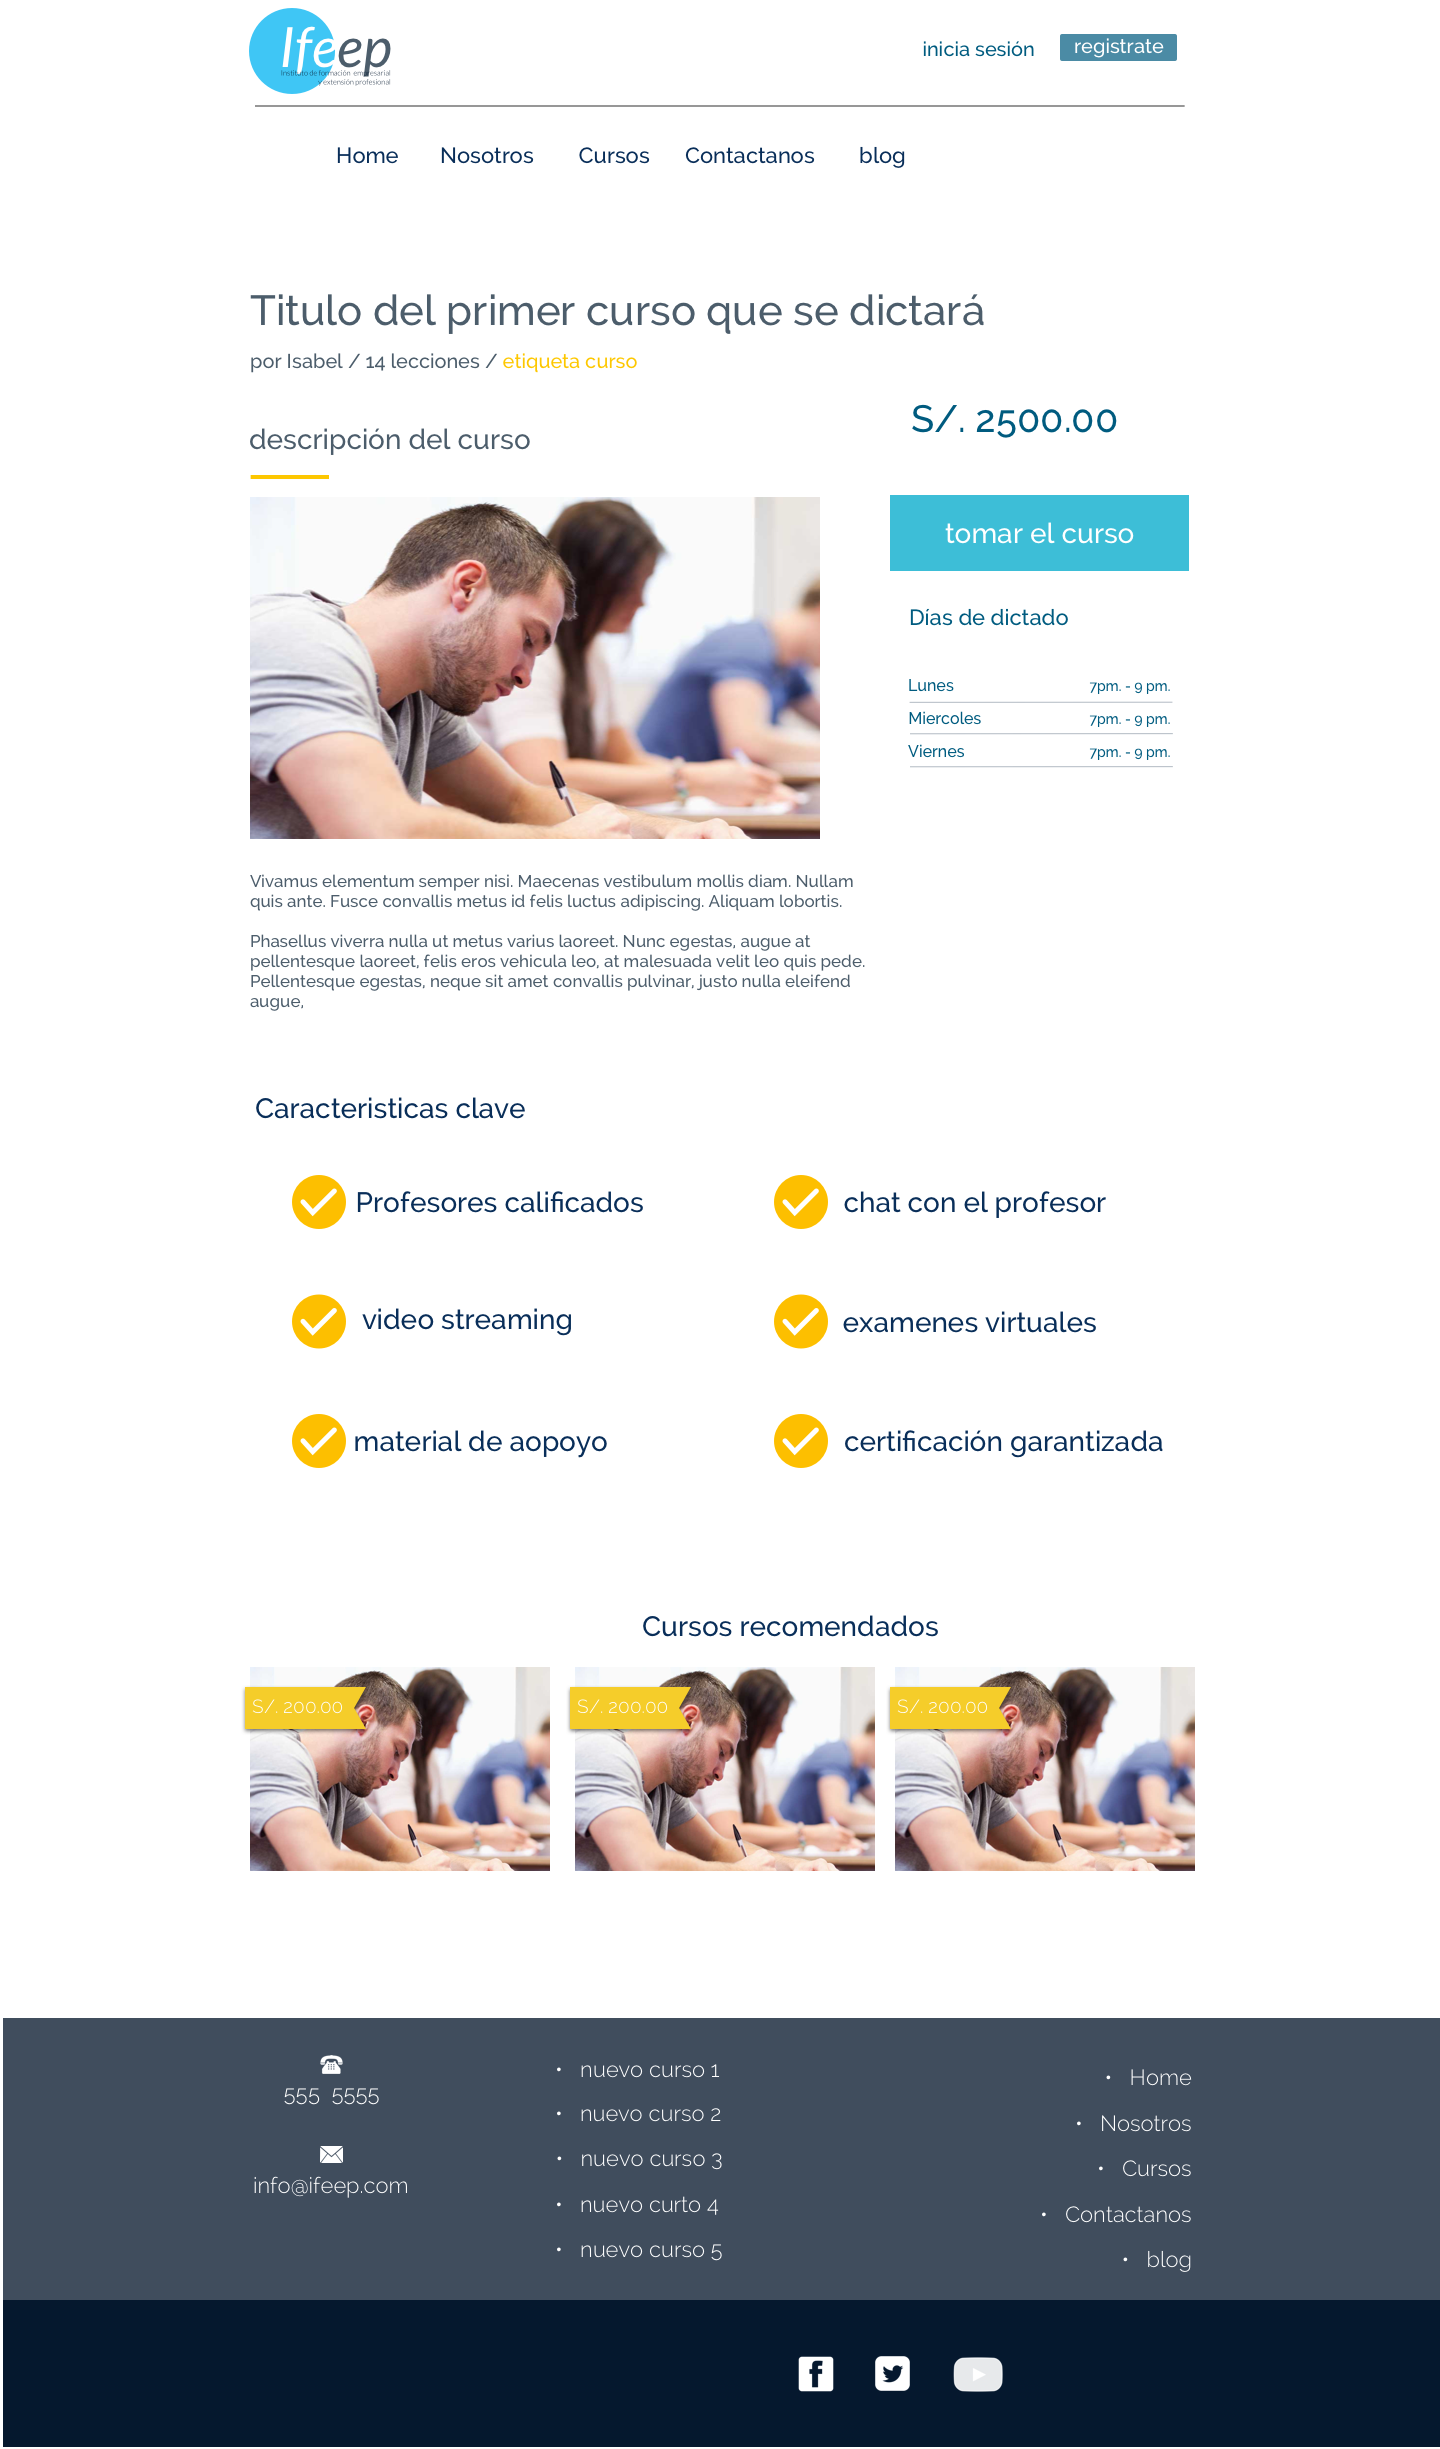 Ifeep
Instituto de formación empresarial
y extensión profesional
inicia sesión
registrate
Home
Nosotros
Cursos
Contactanos
blog
Titulo del primer curso que se dictará
por Isabel / 14 lecciones / etiqueta curso
descripción del curso
S/. 2500.00
tomar el curso
Días de dictado
Lunes 7pm. - 9 pm.
Miercoles 7pm. - 9 pm.
Viernes 7pm. - 9 pm.
Vivamus elementum semper nisi. Maecenas vestibulum mollis diam. Nullam
quis ante. Fusce convallis metus id felis luctus adipiscing. Aliquam lobortis.
Phasellus viverra nulla ut metus varius laoreet. Nunc egestas, augue at
pellentesque laoreet, felis eros vehicula leo, at malesuada velit leo quis pede.
Pellentesque egestas, neque sit amet convallis pulvinar, justo nulla eleifend
augue,
Caracteristicas clave
Profesores calificados
chat con el profesor
video streaming
examenes virtuales
material de aopoyo
certificación garantizada
Cursos recomendados
S/. 200.00
S/. 200.00
S/. 200.00
555 5555
info@ifeep.com
• nuevo curso 1
• nuevo curso 2
• nuevo curso 3
• nuevo curto 4
• nuevo curso 5
• Home
• Nosotros
• Cursos
• Contactanos
• blog